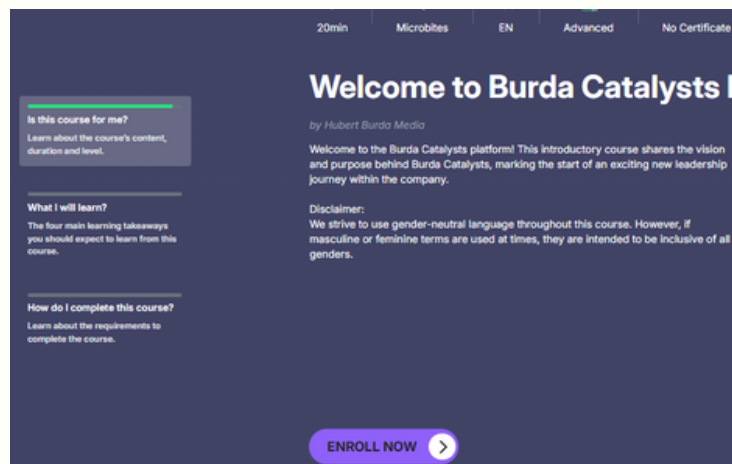 20min Microbites EN Advanced No Certificate
Welcome to Burda Catalysts
by Hubert Burda Media
Welcome to the Burda Catalysts platform! This introductory course shares the vision
and purpose behind Burda Catalysts, marking the start of an exciting new leadership
journey within the company.
Disclaimer:
We strive to use gender-neutral language throughout this course. However, if
masculine or feminine terms are used at times, they are intended to be inclusive of all
genders.
Is this course for me?
Learn about the course's content,
duration and level.
What I will learn?
The four main learning takeaways
you should expect to learn from this
course.
How do I complete this course?
Learn about the requirements to
complete the course.
ENROLL NOW